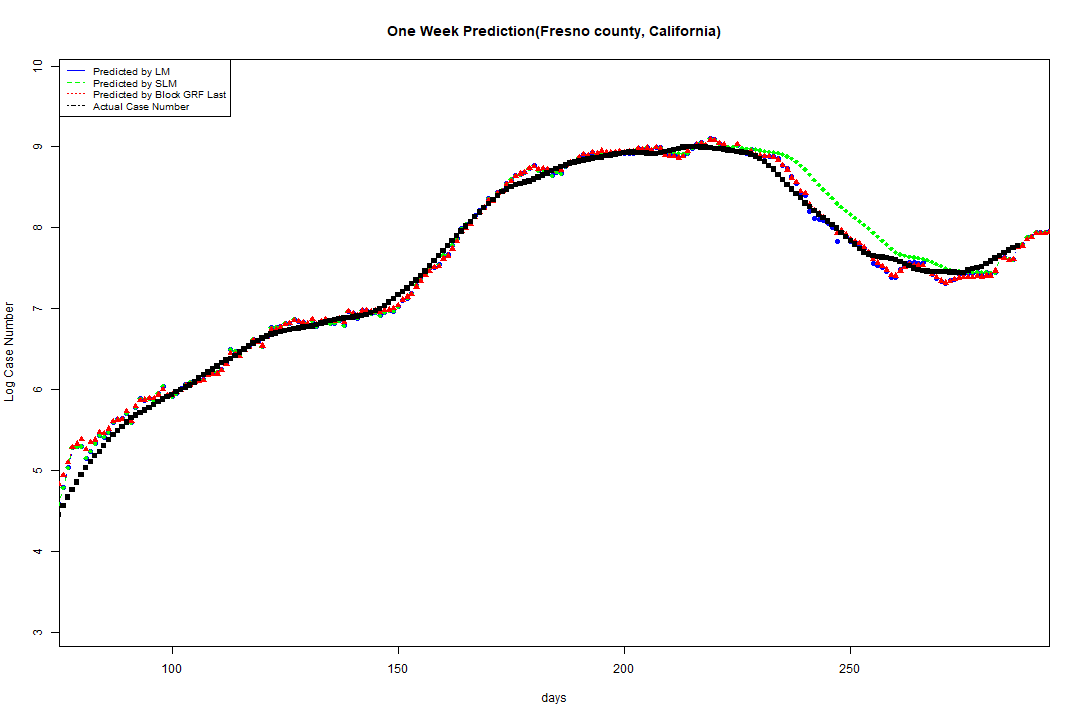 One Week Prediction(Fresno county, California)
Predicted by LM
Predicted by SLM
Predicted by Block GRF Last
Actual Case Number
10
9
8
7
6
5
4
3
Log Case Number
100 150 200 250
days